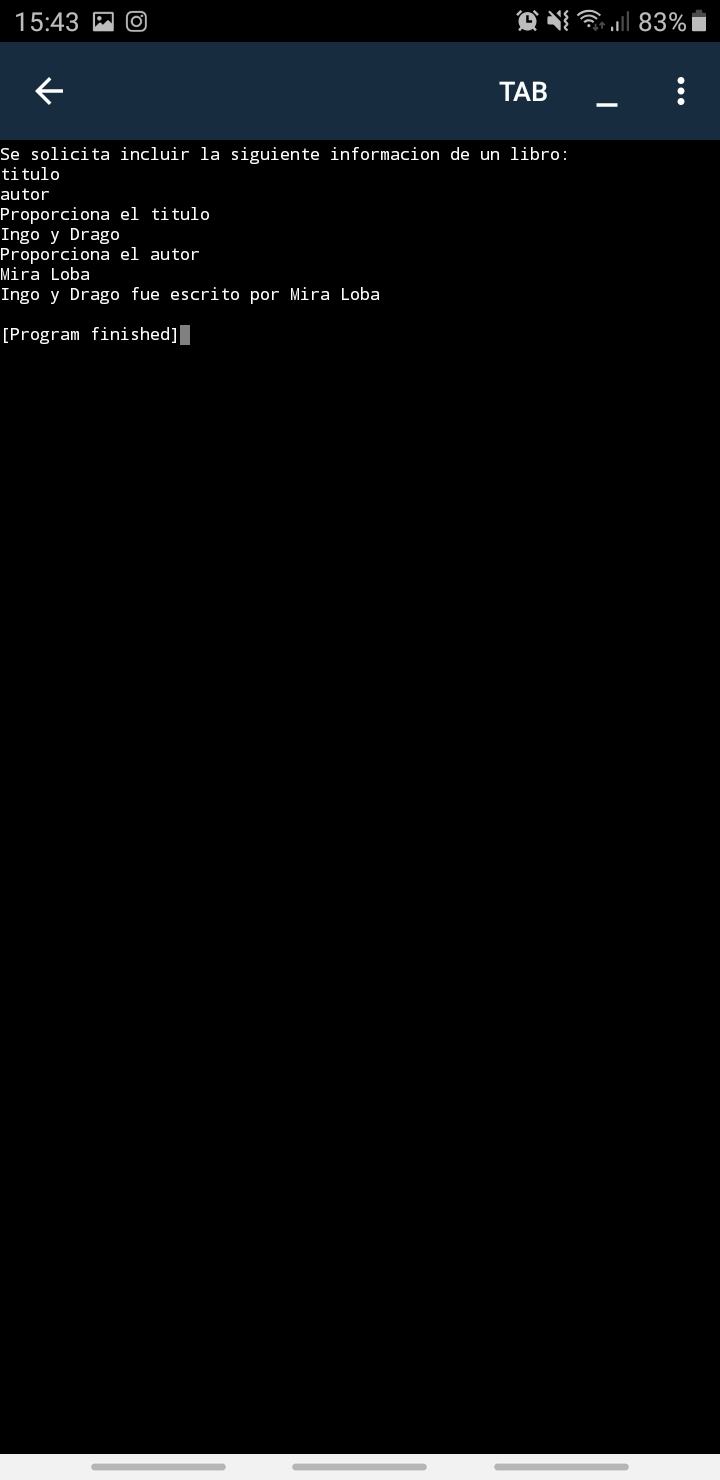 15:43 83%
TAB _
Se solicita incluir la siguiente informacion de un libro:
titulo
autor
Proporciona el titulo
Ingo y Drago
Proporciona el autor
Mira Loba
Ingo y Drago fue escrito por Mira Loba
[Program finished]